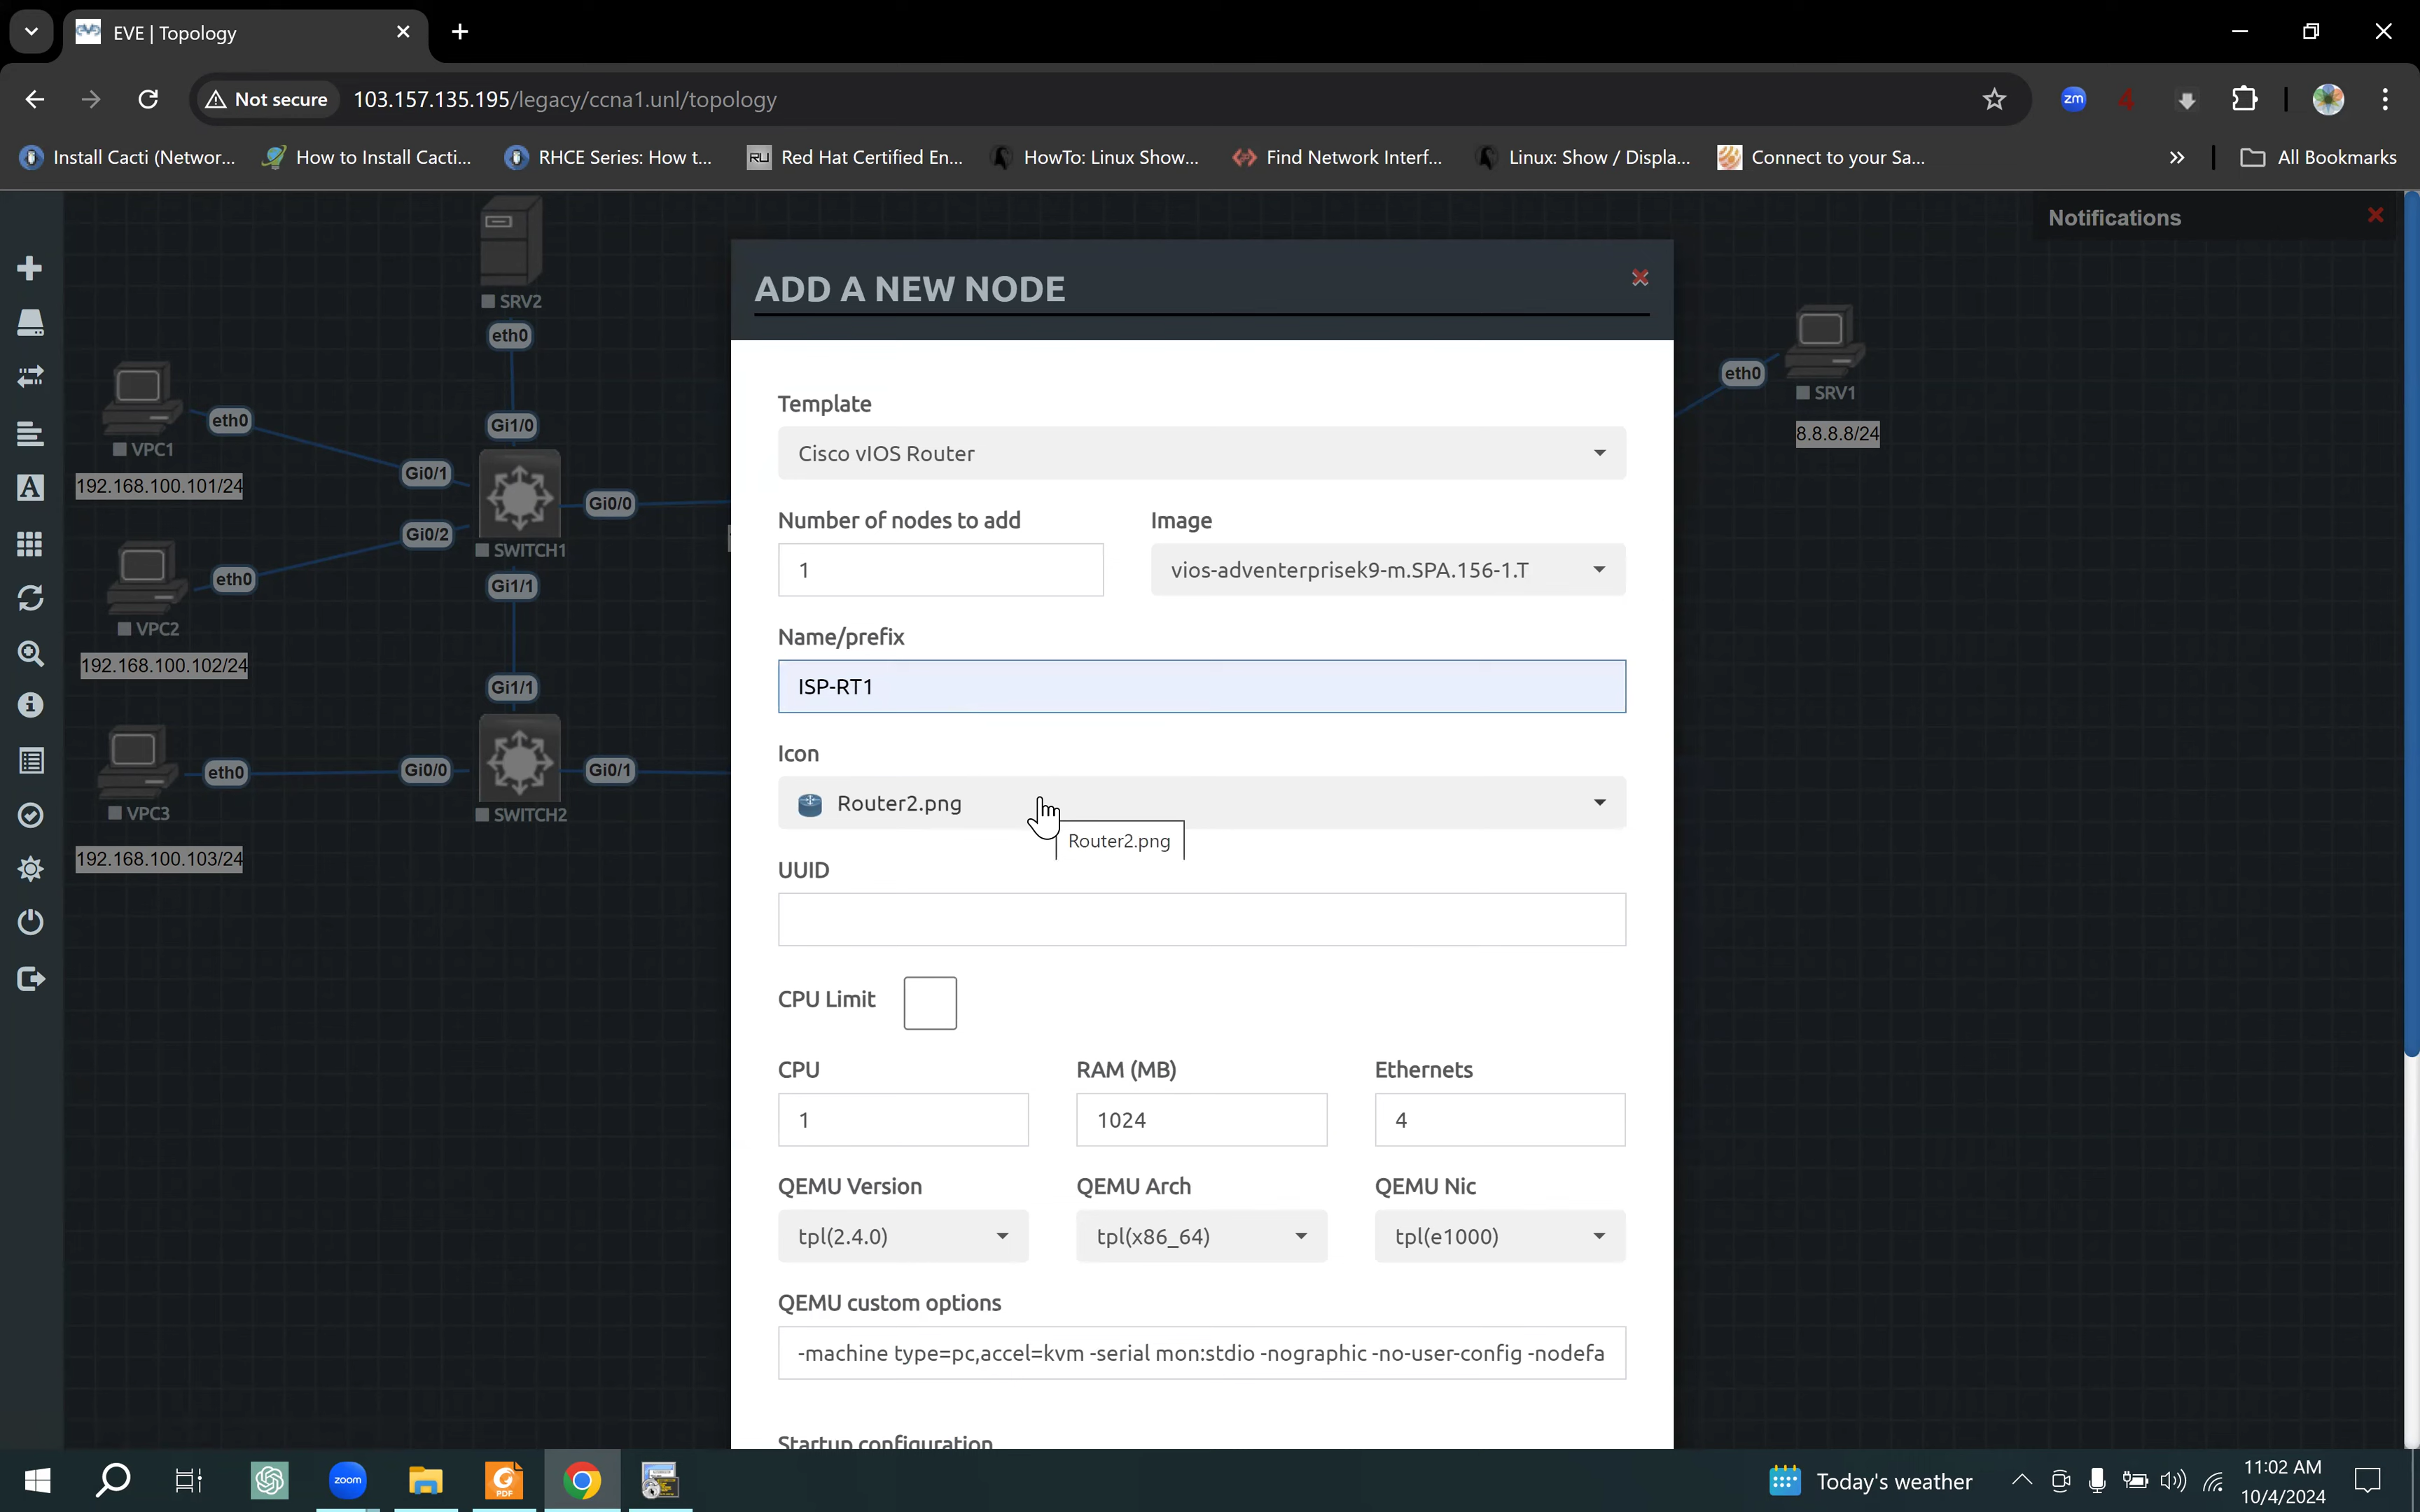 EVE | Topology
Not secure
103.157.135.195/legacy/ccna1.unl/topology
zm
Install Cacti (Networ...
How to Install Cacti...
RHCE Series: How t...
RU
Red Hat Certified En...
HowTo: Linux Show...
Find Network Interf...
Linux: Show / Displa...
Connect to your Sa...
»
All Bookmarks
Notifications
SRV2
eth0
Gi1/0
VPC1
eth0
192.168.100.101/24
Gi0/1
Gi0/0
SWITCH1
Gi0/2
eth0
VPC2
192.168.100.102/24
Gi1/1
Gi1/1
VPC3
eth0
192.168.100.103/24
Gi0/0
Gi0/1
SWITCH2
eth0
SRV1
8.8.8.8/24
ADD A NEW NODE
Template
Cisco vIOS Router
Number of nodes to add
Image
1
vios-adventerprisek9-m.SPA.156-1.T
Name/prefix
ISP-RT1
Icon
Router2.png
Router2.png
UUID
CPU Limit
CPU
RAM (MB)
Ethernets
1
1024
4
QEMU Version
QEMU Arch
QEMU Nic
tpl(2.4.0)
tpl(x86_64)
tpl(e1000)
QEMU custom options
-machine type=pc,accel=kvm -serial mon:stdio -nographic -no-user-config -nodefa
Startup configuration
zoom
PDF
Today's weather
11:02 AM
10/4/2024